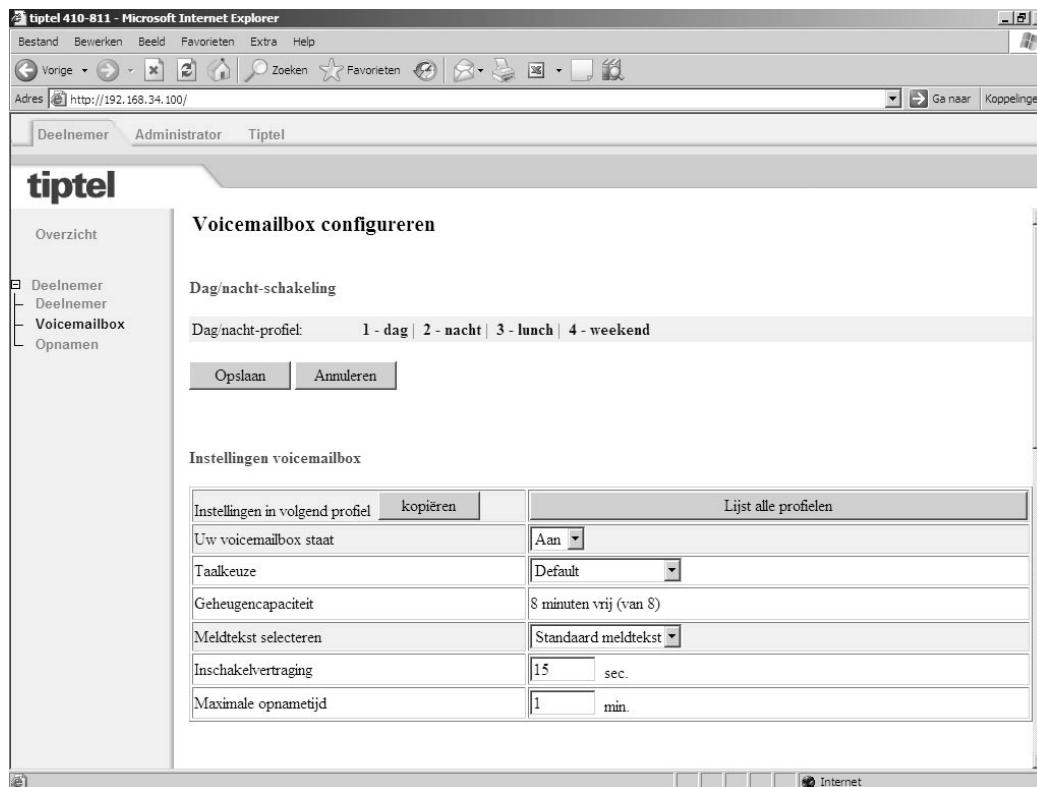 tiptel 410-811 - Microsoft Internet Explorer
Bestand Bewerken Beeld Favorieten Extra Help
Vorige Zoeken Favorieten
Adres http://192.168.34.100/ Ga naar Koppelinge
Deelnemer Administrator Tiptel
tiptel
Overzicht
Deelnemer
Deelnemer
Voicemailbox
Opnamen
Voicemailbox configureren
Dag/nacht-schakeling
Dag/nacht-profiel: 1 - dag | 2 - nacht | 3 - lunch | 4 - weekend
Opslaan Annuleren
Instellingen voicemailbox
Instellingen in volgend profiel kopiëren Lijst alle profielen
Uw voicemailbox staat Aan
Taalkeuze Default
Geheugencapaciteit 8 minuten vrij (van 8)
Meldtekst selecteren Standaard meldtekst
Inschakelvertraging 15 sec.
Maximale opnametijd 1 min.
Internet